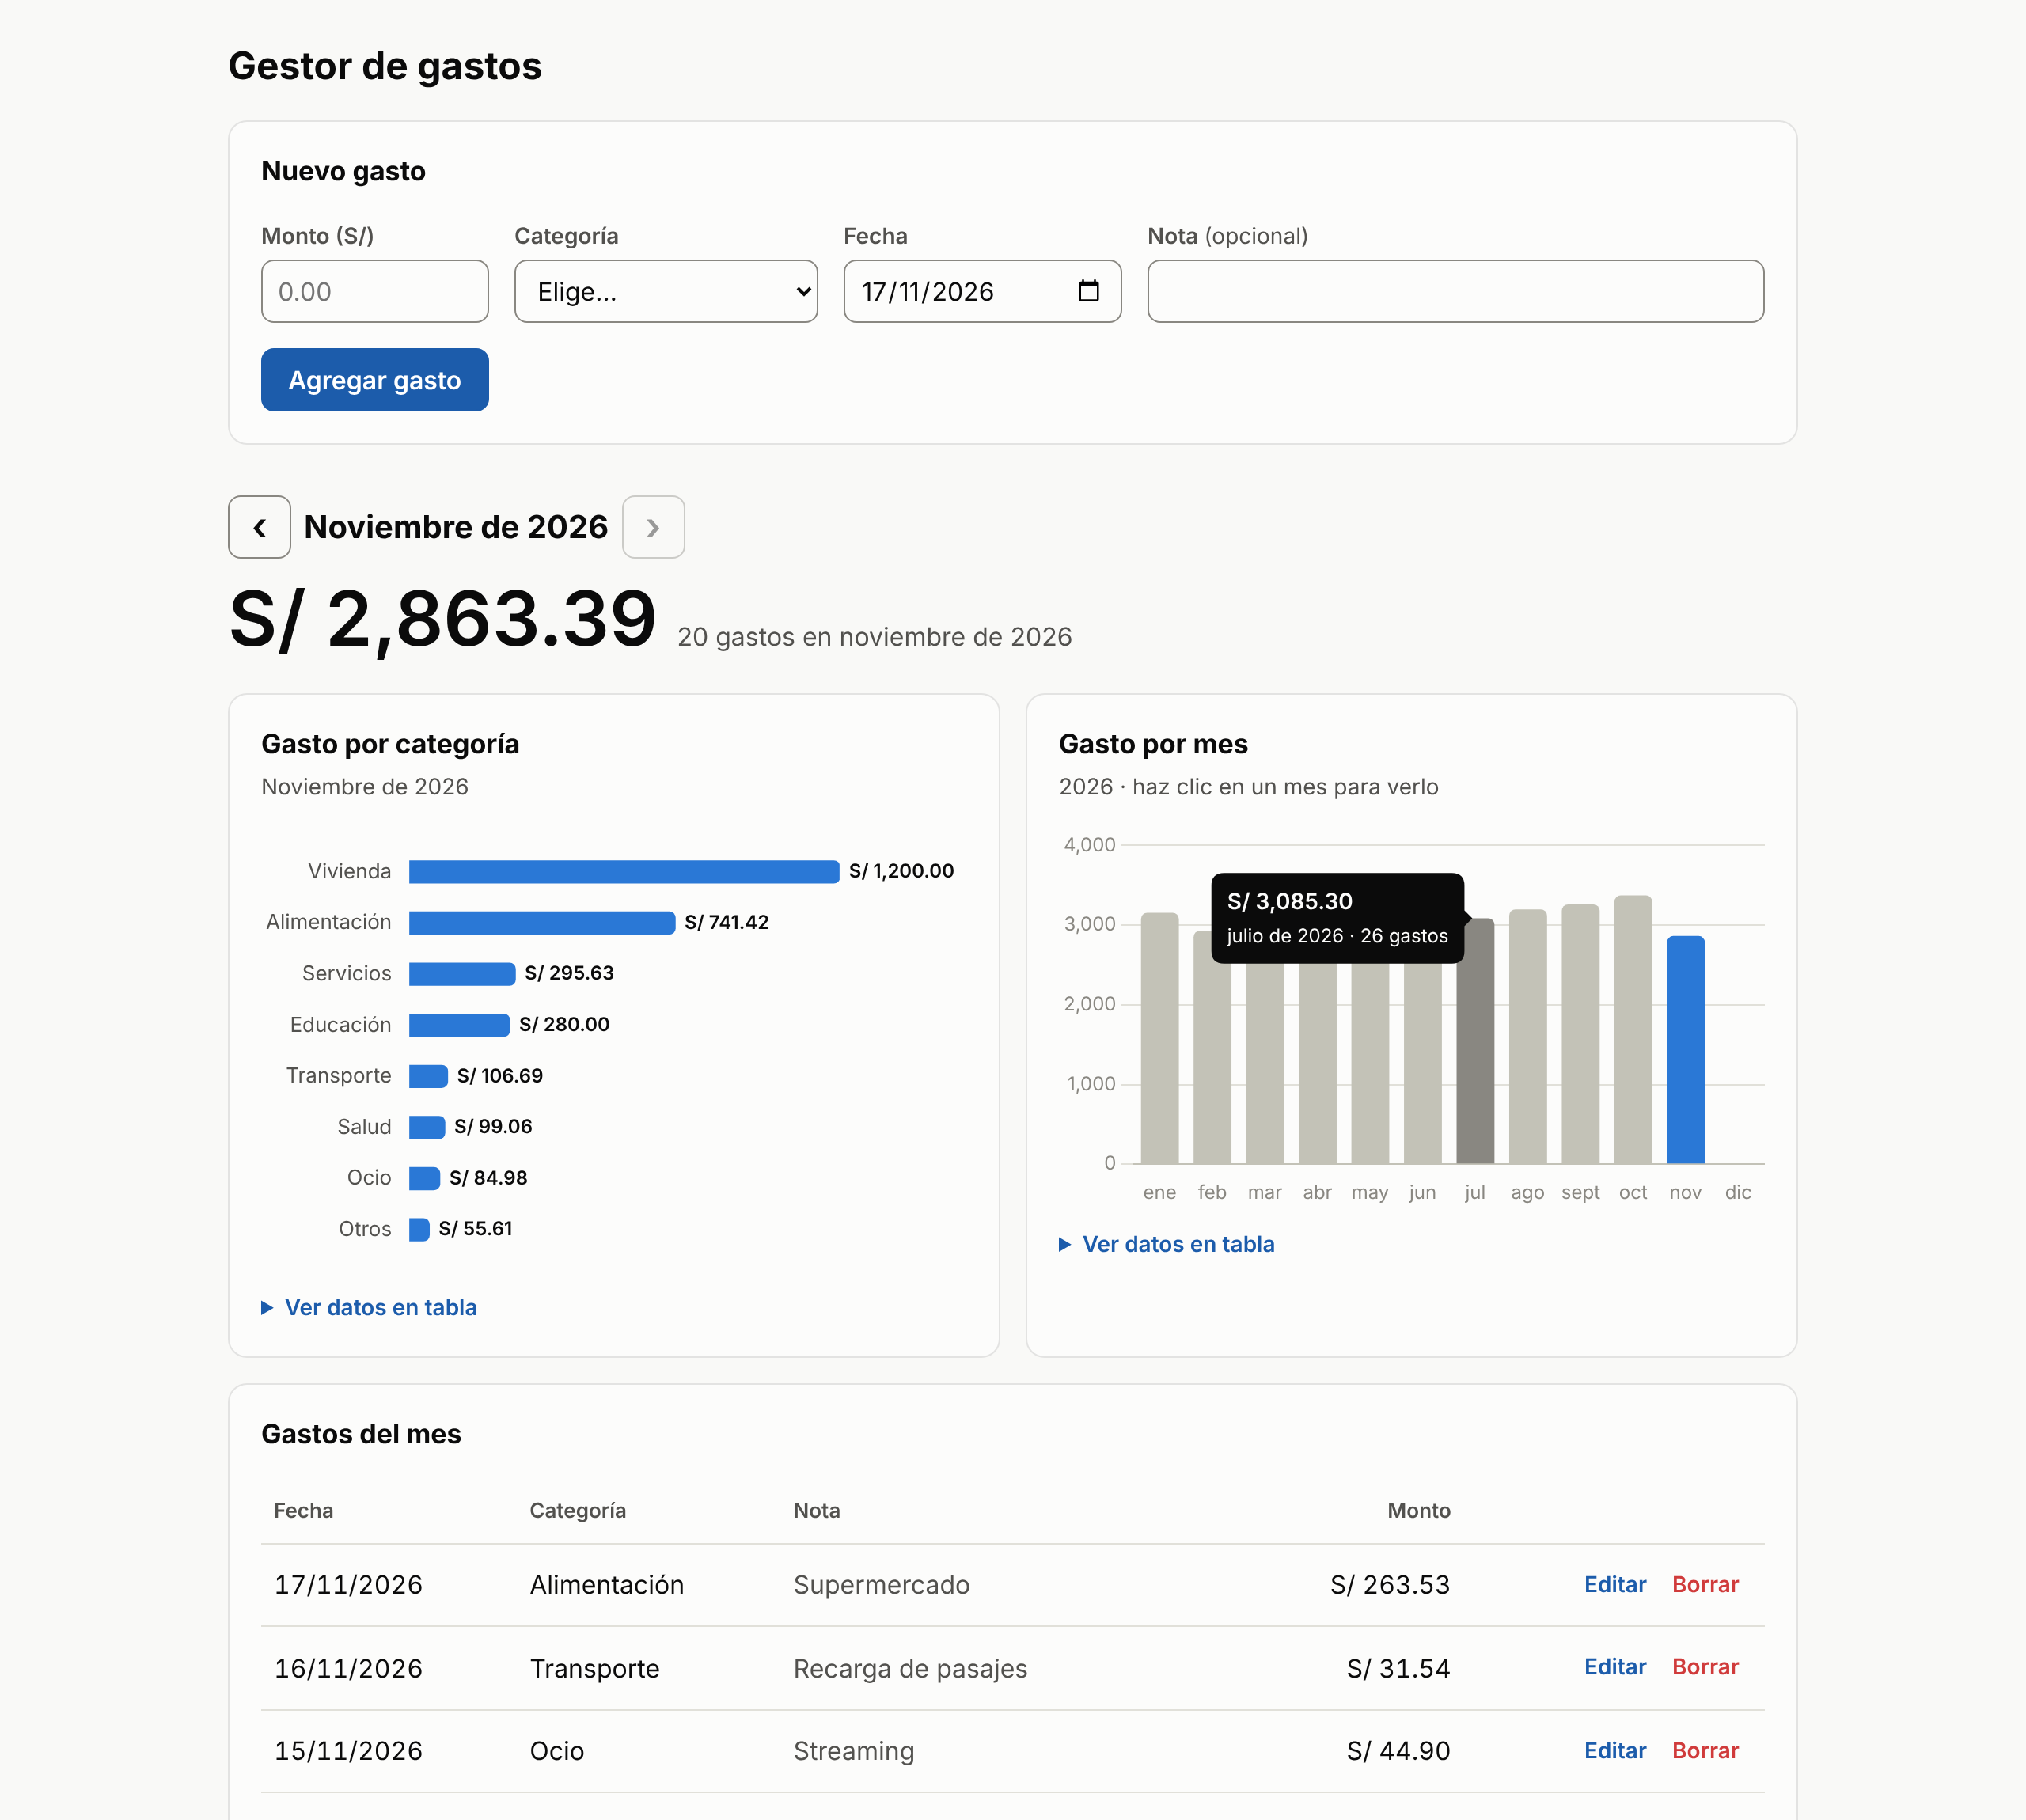 Gestor de gastos
Nuevo gasto
Monto (S/)
Categoría
Fecha
Nota (opcional)
0.00
Elige...
17/11/2026
Agregar gasto
‹ Noviembre de 2026 ›
S/ 2,863.39 20 gastos en noviembre de 2026
Gasto por categoría
Noviembre de 2026
Vivienda S/ 1,200.00
Alimentación S/ 741.42
Servicios S/ 295.63
Educación S/ 280.00
Transporte S/ 106.69
Salud S/ 99.06
Ocio S/ 84.98
Otros S/ 55.61
Ver datos en tabla
Gasto por mes
2026 · haz clic en un mes para verlo
4,000
3,000
2,000
1,000
0
S/ 3,085.30
julio de 2026 · 26 gastos
ene feb mar abr may jun jul ago sept oct nov dic
Ver datos en tabla
Gastos del mes
Fecha Categoría Nota Monto
17/11/2026 Alimentación Supermercado S/ 263.53 Editar Borrar
16/11/2026 Transporte Recarga de pasajes S/ 31.54 Editar Borrar
15/11/2026 Ocio Streaming S/ 44.90 Editar Borrar